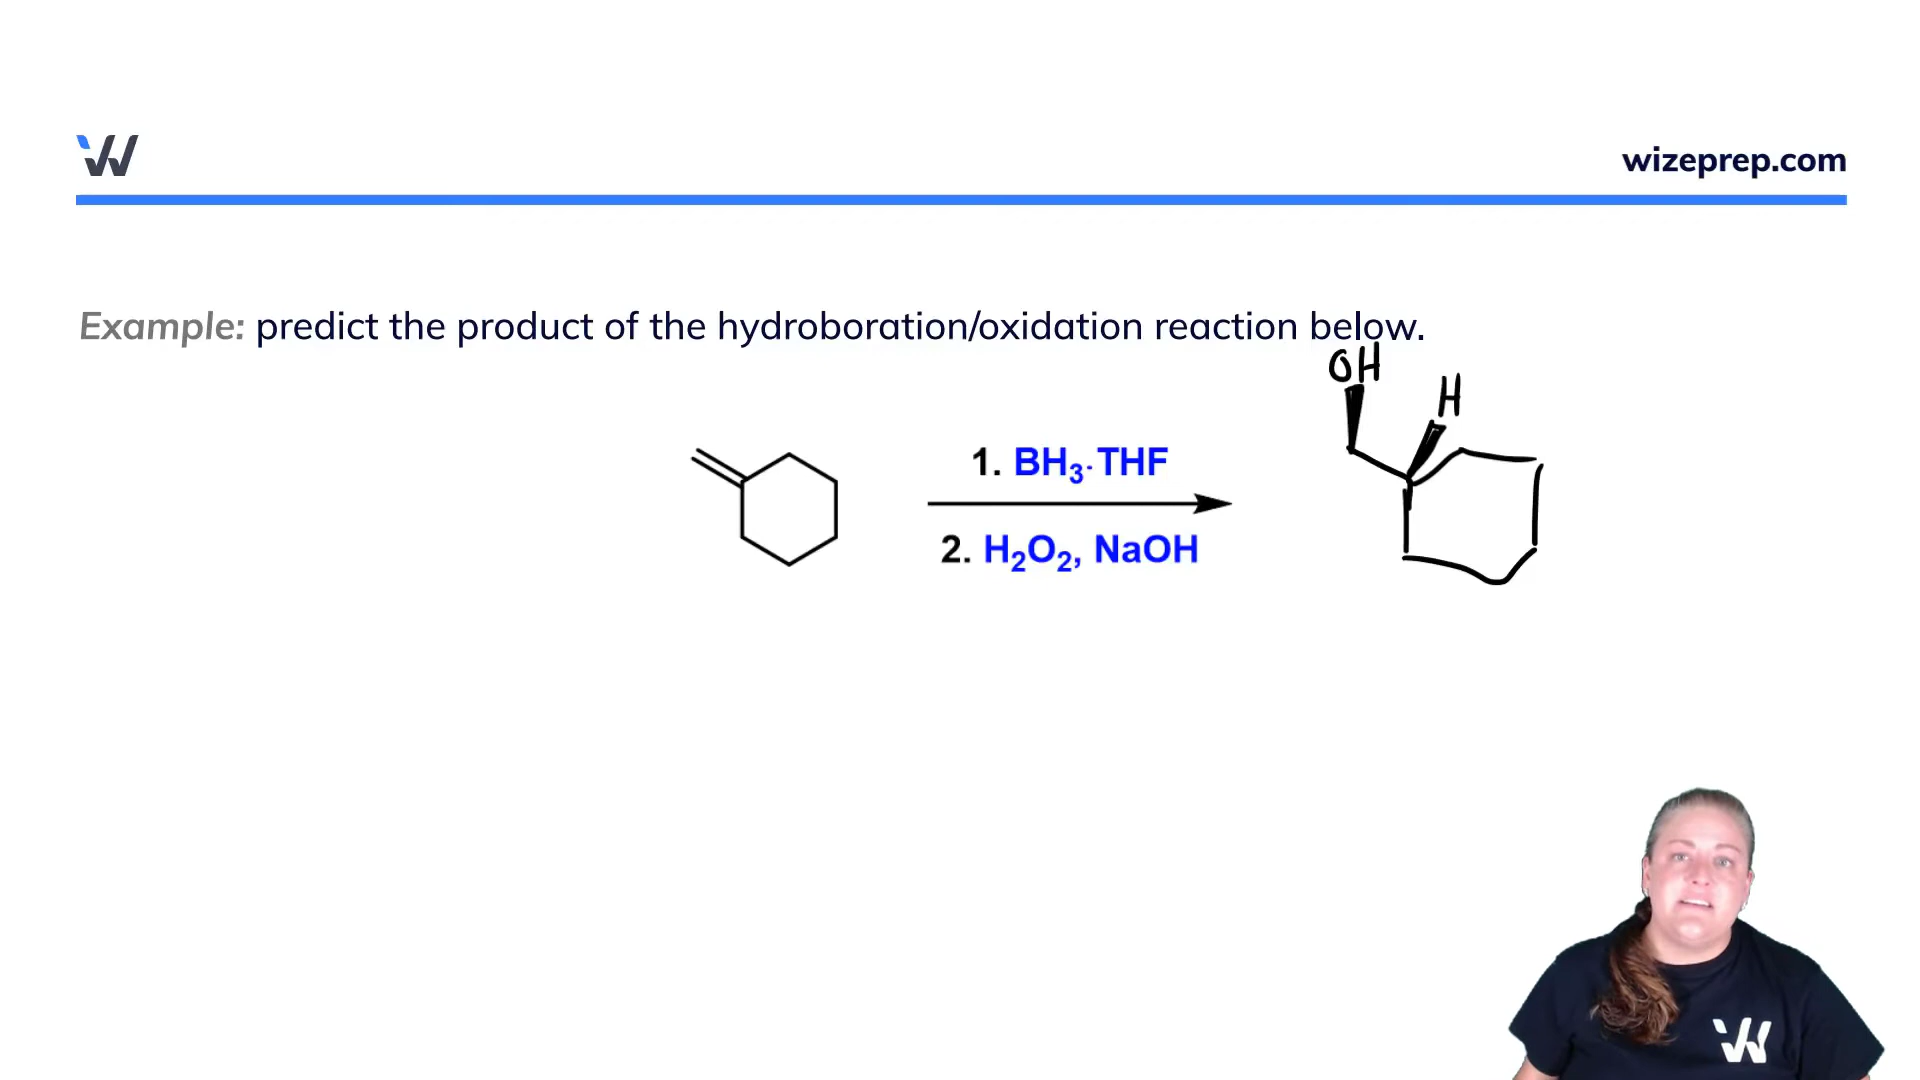 wizeprep.com
Example: predict the product of the hydroboration/oxidation reaction below.
OH
H
1. BH₃·THF
2. H₂O₂, NaOH